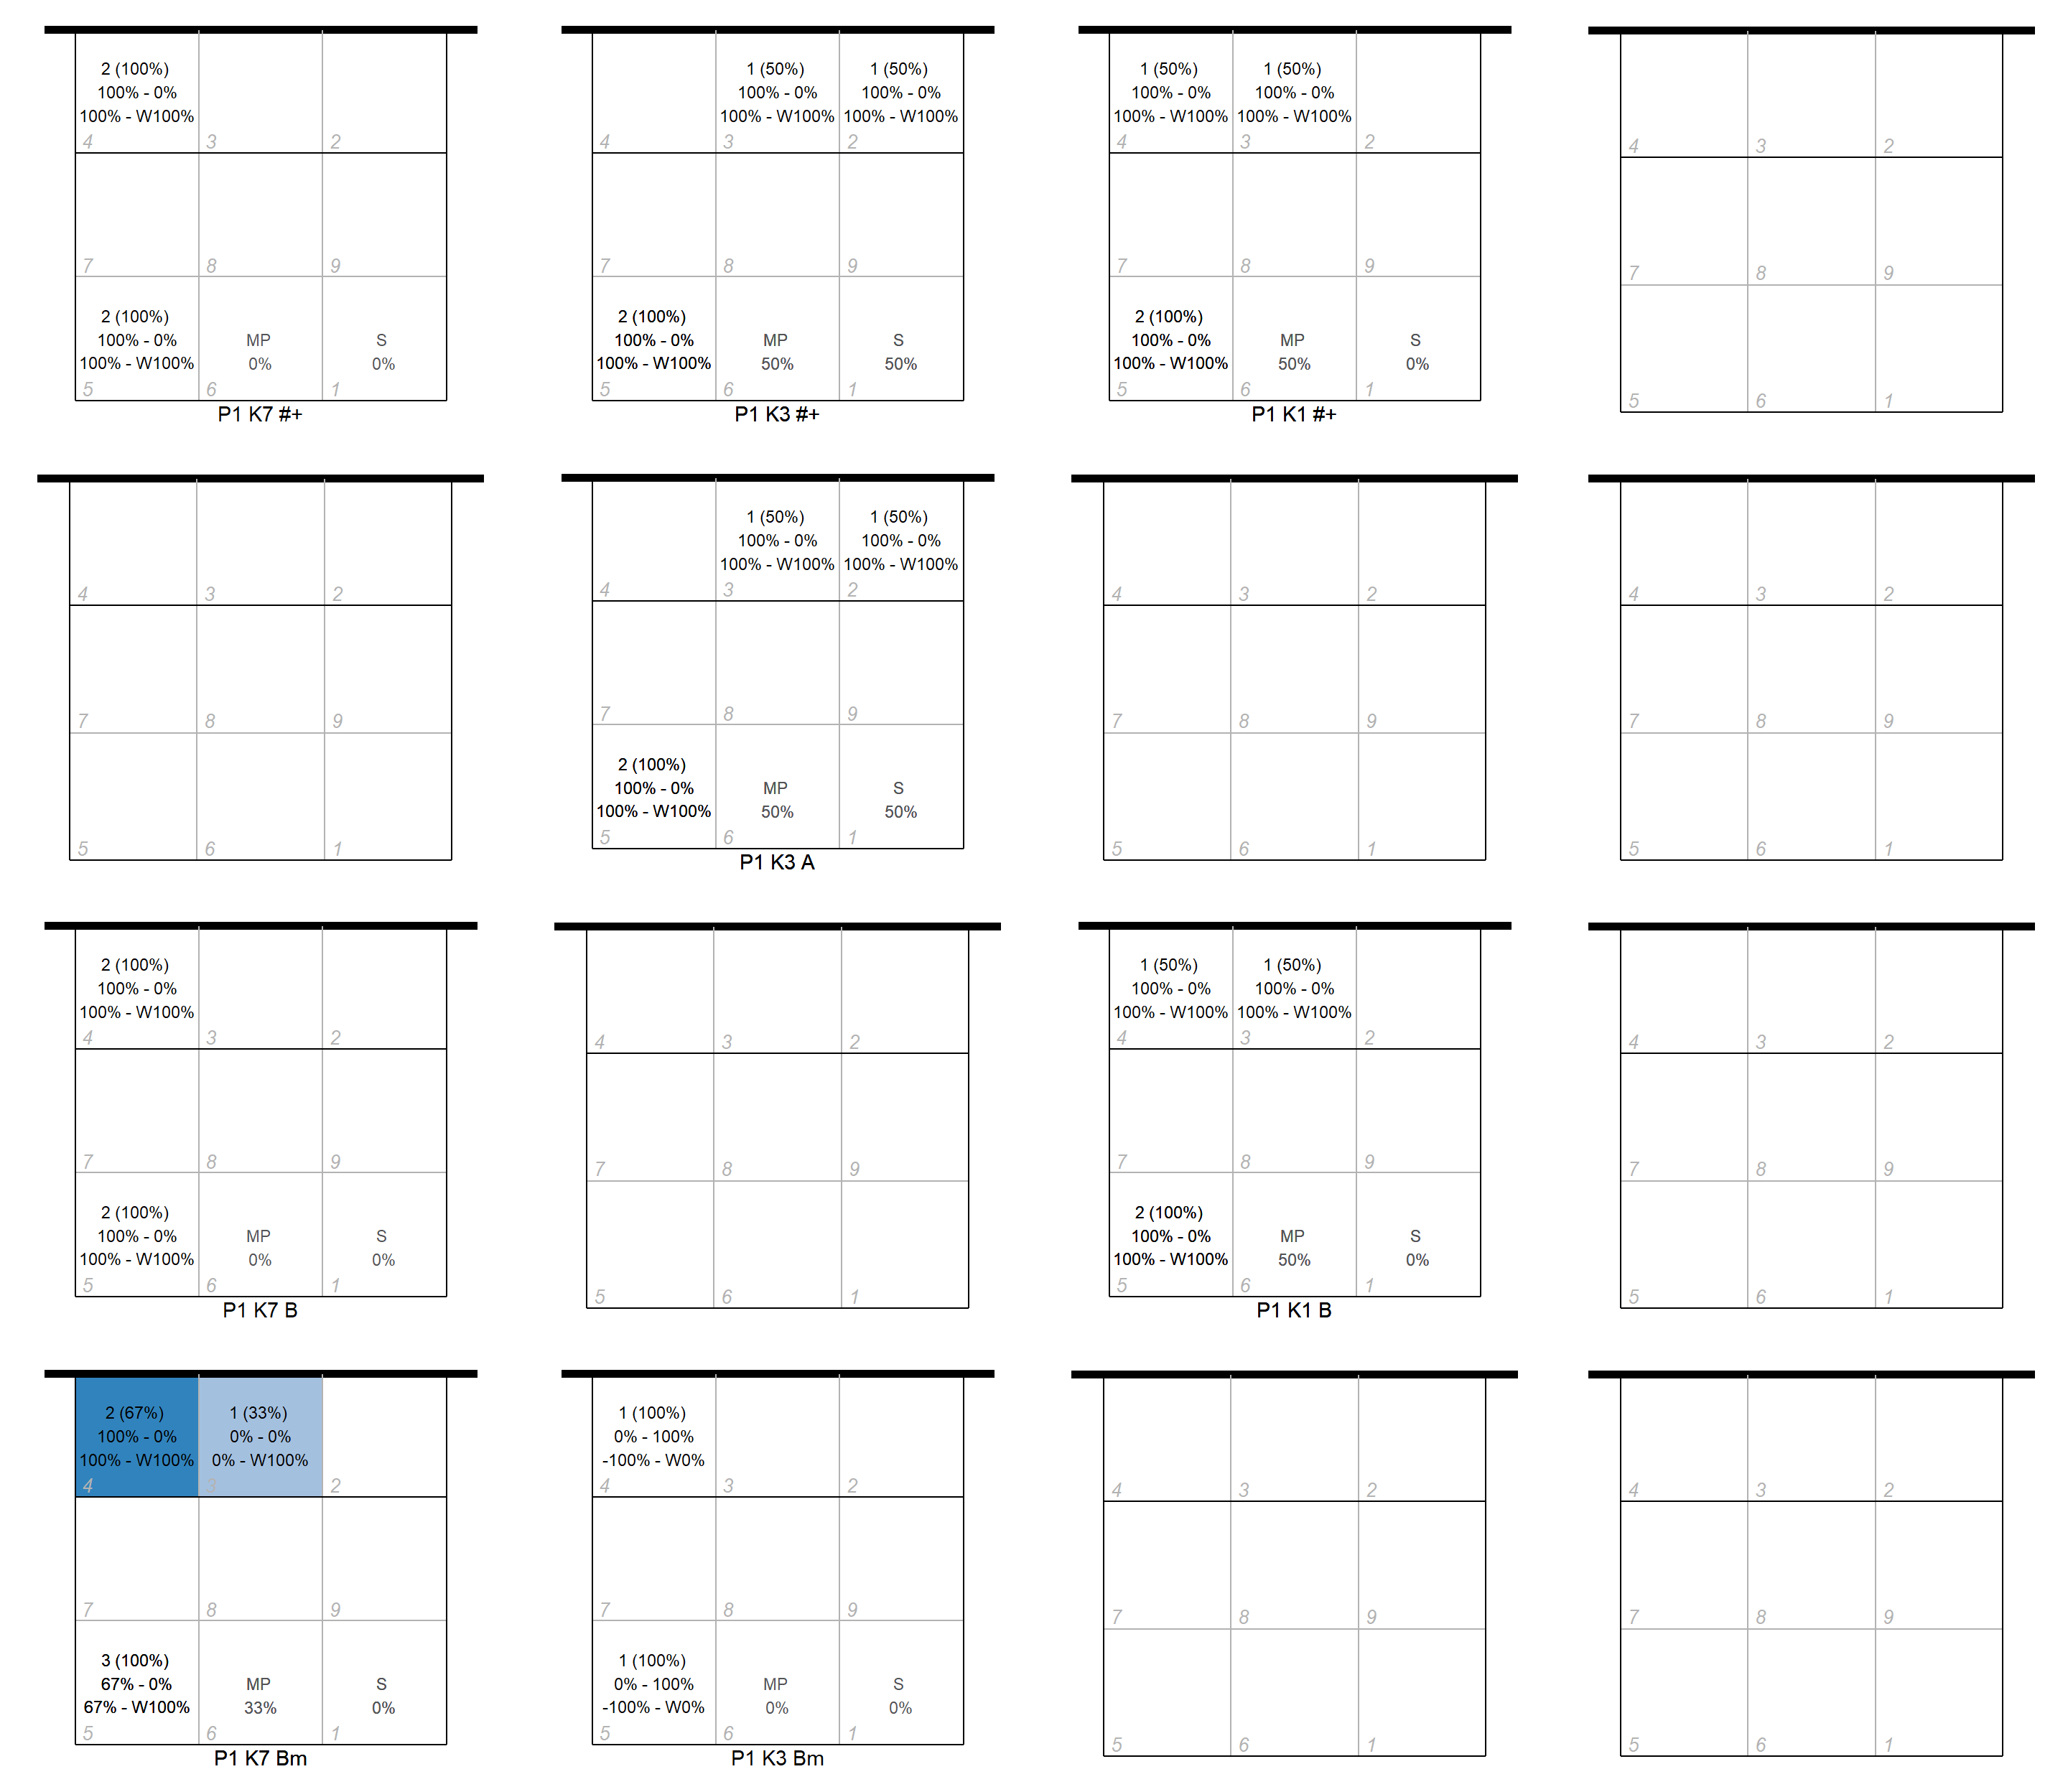 2 (100%)
100% - 0%
100% - W100%
4 3 2
7 8 9
2 (100%)
100% - 0%
100% - W100%
MP
0%
S
0%
5 6 1
P1 K7 #+
1 (50%)
100% - 0%
100% - W100%
1 (50%)
100% - 0%
100% - W100%
4 3 2
7 8 9
2 (100%)
100% - 0%
100% - W100%
MP
50%
S
50%
5 6 1
P1 K3 #+
1 (50%)
100% - 0%
100% - W100%
1 (50%)
100% - 0%
100% - W100%
4 3 2
7 8 9
2 (100%)
100% - 0%
100% - W100%
MP
50%
S
0%
5 6 1
P1 K1 #+
4 3 2
7 8 9
5 6 1
4 3 2
7 8 9
5 6 1
1 (50%)
100% - 0%
100% - W100%
1 (50%)
100% - 0%
100% - W100%
4 3 2
7 8 9
2 (100%)
100% - 0%
100% - W100%
MP
50%
S
50%
5 6 1
P1 K3 A
4 3 2
7 8 9
5 6 1
4 3 2
7 8 9
5 6 1
2 (100%)
100% - 0%
100% - W100%
4 3 2
7 8 9
2 (100%)
100% - 0%
100% - W100%
MP
0%
S
0%
5 6 1
P1 K7 B
4 3 2
7 8 9
5 6 1
1 (50%)
100% - 0%
100% - W100%
1 (50%)
100% - 0%
100% - W100%
4 3 2
7 8 9
2 (100%)
100% - 0%
100% - W100%
MP
50%
S
0%
5 6 1
P1 K1 B
4 3 2
7 8 9
5 6 1
2 (67%)
100% - 0%
100% - W100%
1 (33%)
0% - 0%
0% - W100%
4 3 2
7 8 9
3 (100%)
67% - 0%
67% - W100%
MP
33%
S
0%
5 6 1
P1 K7 Bm
1 (100%)
0% - 100%
-100% - W0%
4 3 2
7 8 9
1 (100%)
0% - 100%
-100% - W0%
MP
0%
S
0%
5 6 1
P1 K3 Bm
4 3 2
7 8 9
5 6 1
4 3 2
7 8 9
5 6 1